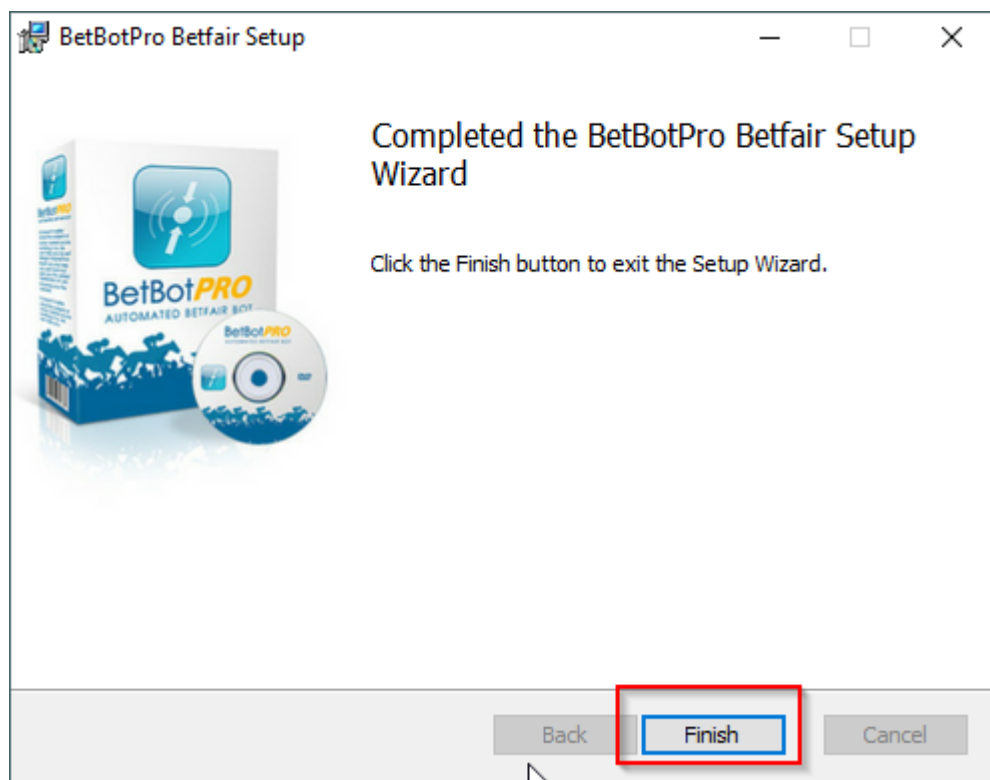 BetBotPro Betfair Setup
Completed the BetBotPro Betfair Setup
Wizard
Click the Finish button to exit the Setup Wizard.
BetBotPRO
AUTOMATED BETFAIR BOT
BetBotPRO
Back
Finish
Cancel